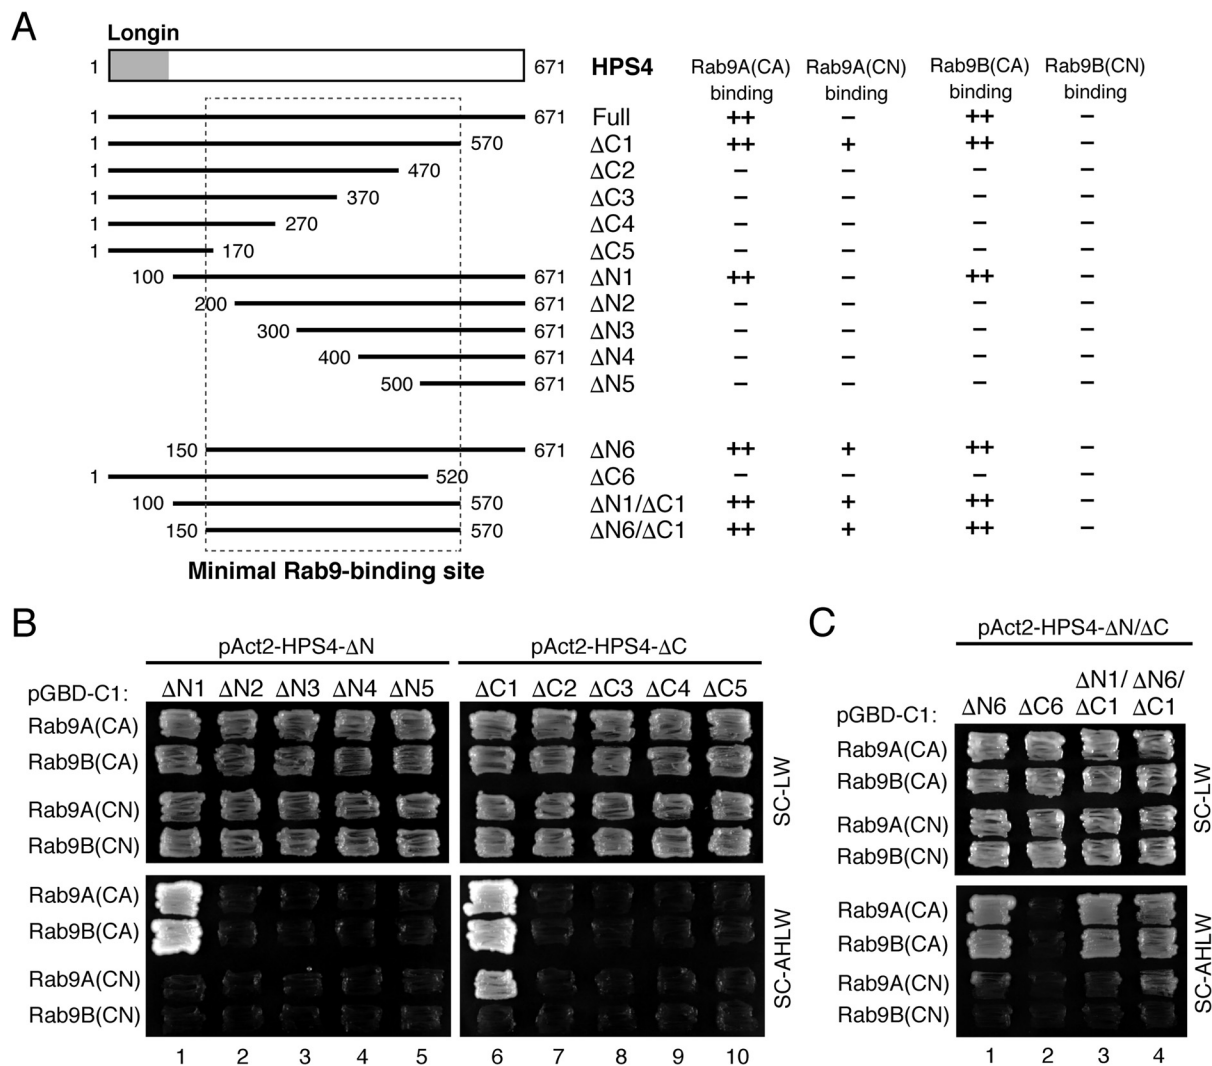 A
Longin
1 671 HPS4 Rab9A(CA) binding Rab9A(CN) binding Rab9B(CA) binding Rab9B(CN) binding
1 671 Full ++ − ++ −
1 570 ΔC1 ++ + ++ −
1 470 ΔC2 − − − −
1 370 ΔC3 − − − −
1 270 ΔC4 − − − −
1 170 ΔC5 − − − −
100 671 ΔN1 ++ − ++ −
200 671 ΔN2 − − − −
300 671 ΔN3 − − − −
400 671 ΔN4 − − − −
500 671 ΔN5 − − − −
150 671 ΔN6 ++ + ++ −
1 520 ΔC6 − − − −
100 570 ΔN1/ΔC1 ++ + ++ −
150 570 ΔN6/ΔC1 ++ + ++ −
Minimal Rab9-binding site
B
pAct2-HPS4-ΔN pAct2-HPS4-ΔC
pGBD-C1: ΔN1 ΔN2 ΔN3 ΔN4 ΔN5 ΔC1 ΔC2 ΔC3 ΔC4 ΔC5
Rab9A(CA)
Rab9B(CA)
Rab9A(CN)
Rab9B(CN)
SC-LW
Rab9A(CA)
Rab9B(CA)
Rab9A(CN)
Rab9B(CN)
SC-AHLW
1 2 3 4 5 6 7 8 9 10
C
pAct2-HPS4-ΔN/ΔC
ΔN1/ ΔN6/
pGBD-C1: ΔN6 ΔC6 ΔC1 ΔC1
Rab9A(CA)
Rab9B(CA)
Rab9A(CN)
Rab9B(CN)
SC-LW
Rab9A(CA)
Rab9B(CA)
Rab9A(CN)
Rab9B(CN)
SC-AHLW
1 2 3 4